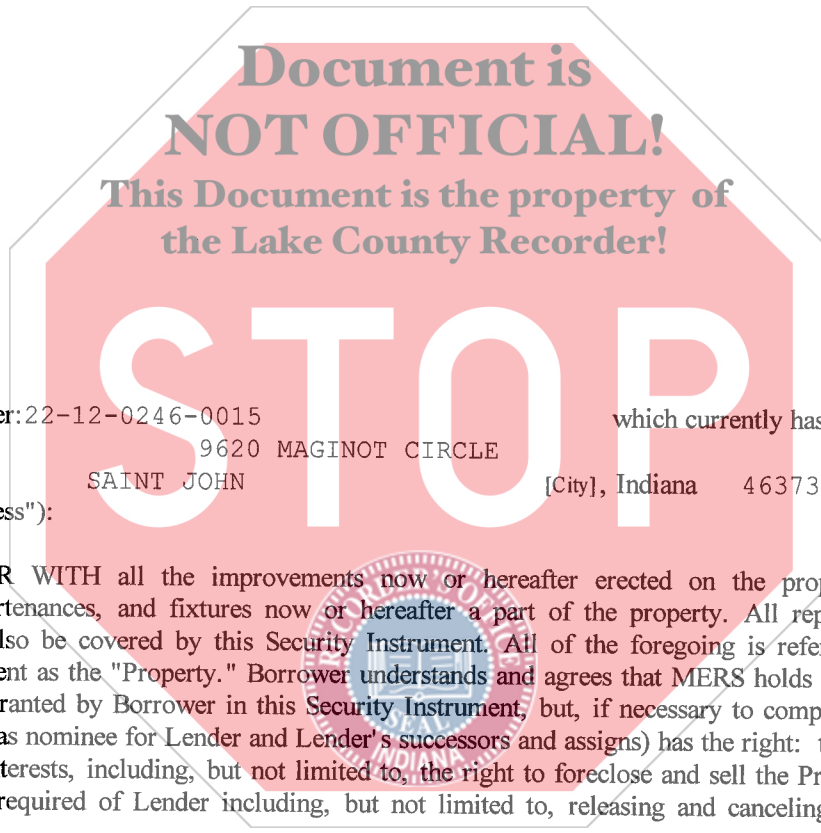 Document is
NOT OFFICIAL!
This Document is the property of
the Lake County Recorder!
STOP
er:22-12-0246-0015 which currently has
9620 MAGINOT CIRCLE
SAINT JOHN [City], Indiana 46373
ess"):
R WITH all the improvements now or hereafter erected on the prop
rtenances, and fixtures now or hereafter a part of the property. All rep
lso be covered by this Security Instrument. All of the foregoing is refer
ent as the "Property." Borrower understands and agrees that MERS holds
ranted by Borrower in this Security Instrument, but, if necessary to comp
as nominee for Lender and Lender's successors and assigns) has the right: t
terests, including, but not limited to, the right to foreclose and sell the Pr
required of Lender including, but not limited to, releasing and canceling
RECORDER OFFICE
SEAL
INDIANA